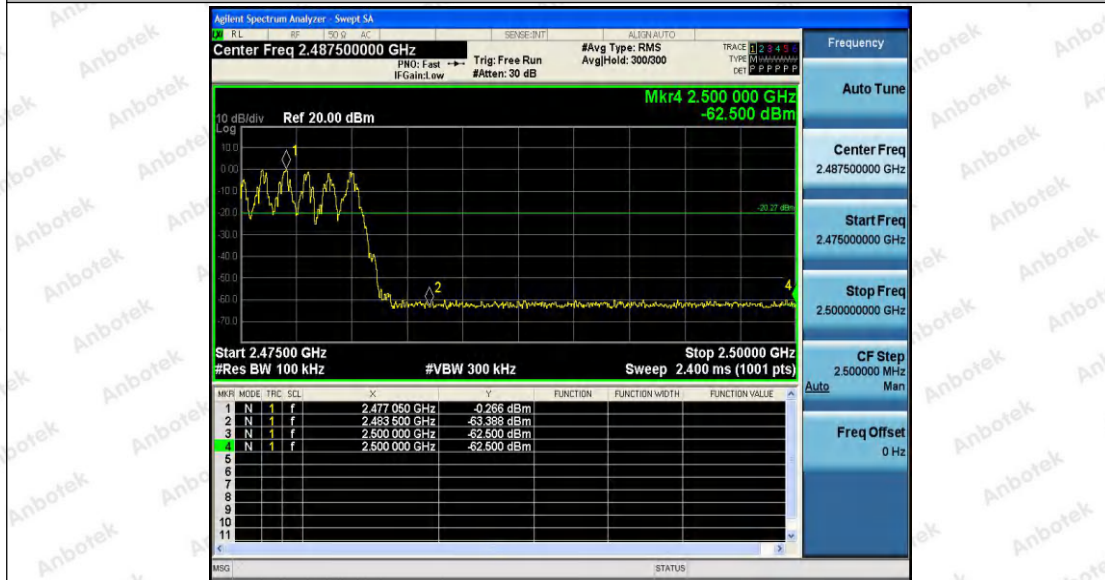 Agilent Spectrum Analyzer - Swept SA
RL RF 50 Ω AC SENSE:INT ALIGN AUTO
Center Freq 2.487500000 GHz
PNO: Fast
IFGain:Low
Trig: Free Run
#Atten: 30 dB
#Avg Type: RMS
Avg|Hold: 300/300
TRACE 1 2 3 4 5 6
TYPE M
DET P P P P P P
Mkr4 2.500 000 GHz
-62.500 dBm
10 dB/div
Log
Ref 20.00 dBm
10.0
0.00
-10.0
-20.0
-30.0
-40.0
-50.0
-60.0
-70.0
1
2
4
-20.27 dBm
Start 2.47500 GHz
Stop 2.50000 GHz
#Res BW 100 kHz
#VBW 300 kHz
Sweep 2.400 ms (1001 pts)
MKR MODE TRC SCL X Y FUNCTION FUNCTION WIDTH FUNCTION VALUE
1 N 1 f 2.477 050 GHz -0.266 dBm
2 N 1 f 2.483 500 GHz -63.388 dBm
3 N 1 f 2.500 000 GHz -62.500 dBm
4 N 1 f 2.500 000 GHz -62.500 dBm
5
6
7
8
9
10
11
MSG
STATUS
Frequency
Auto Tune
Center Freq
2.487500000 GHz
Start Freq
2.475000000 GHz
Stop Freq
2.500000000 GHz
CF Step
2.500000 MHz
Auto Man
Freq Offset
0 Hz
Anbotek